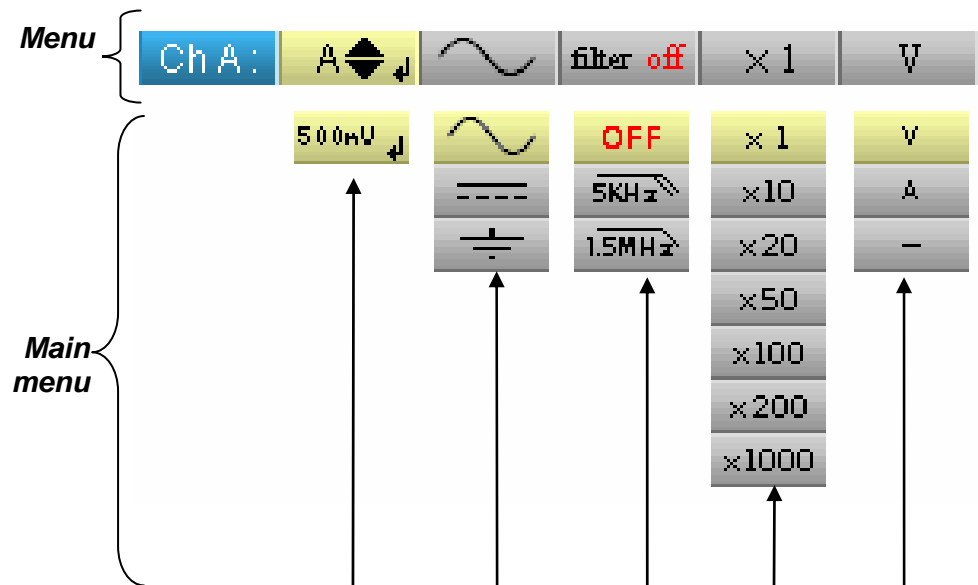 Menu
Ch A: A filter off ×1 V
500mV OFF ×1 V
5KHz ×10 A
1.5MHz ×20 –
×50
Main ×100
menu ×200
×1000